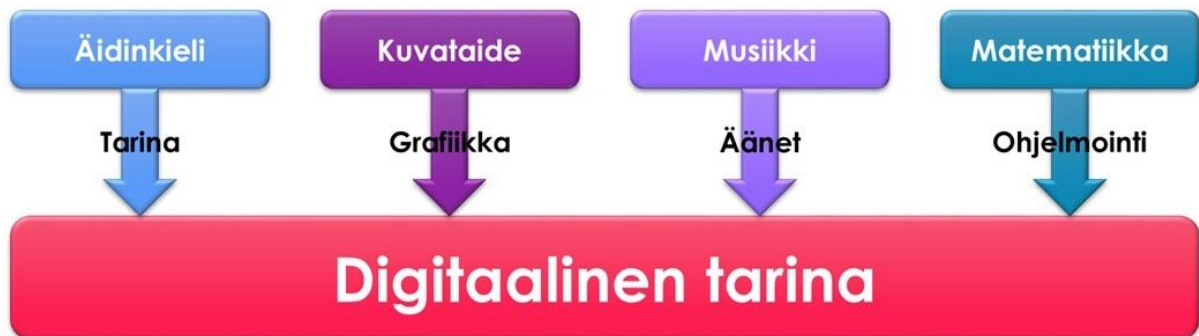 Äidinkieli
Kuvataide
Musiikki
Matematiikka
Tarina
Grafiikka
Äänet
Ohjelmointi
Digitaalinen tarina